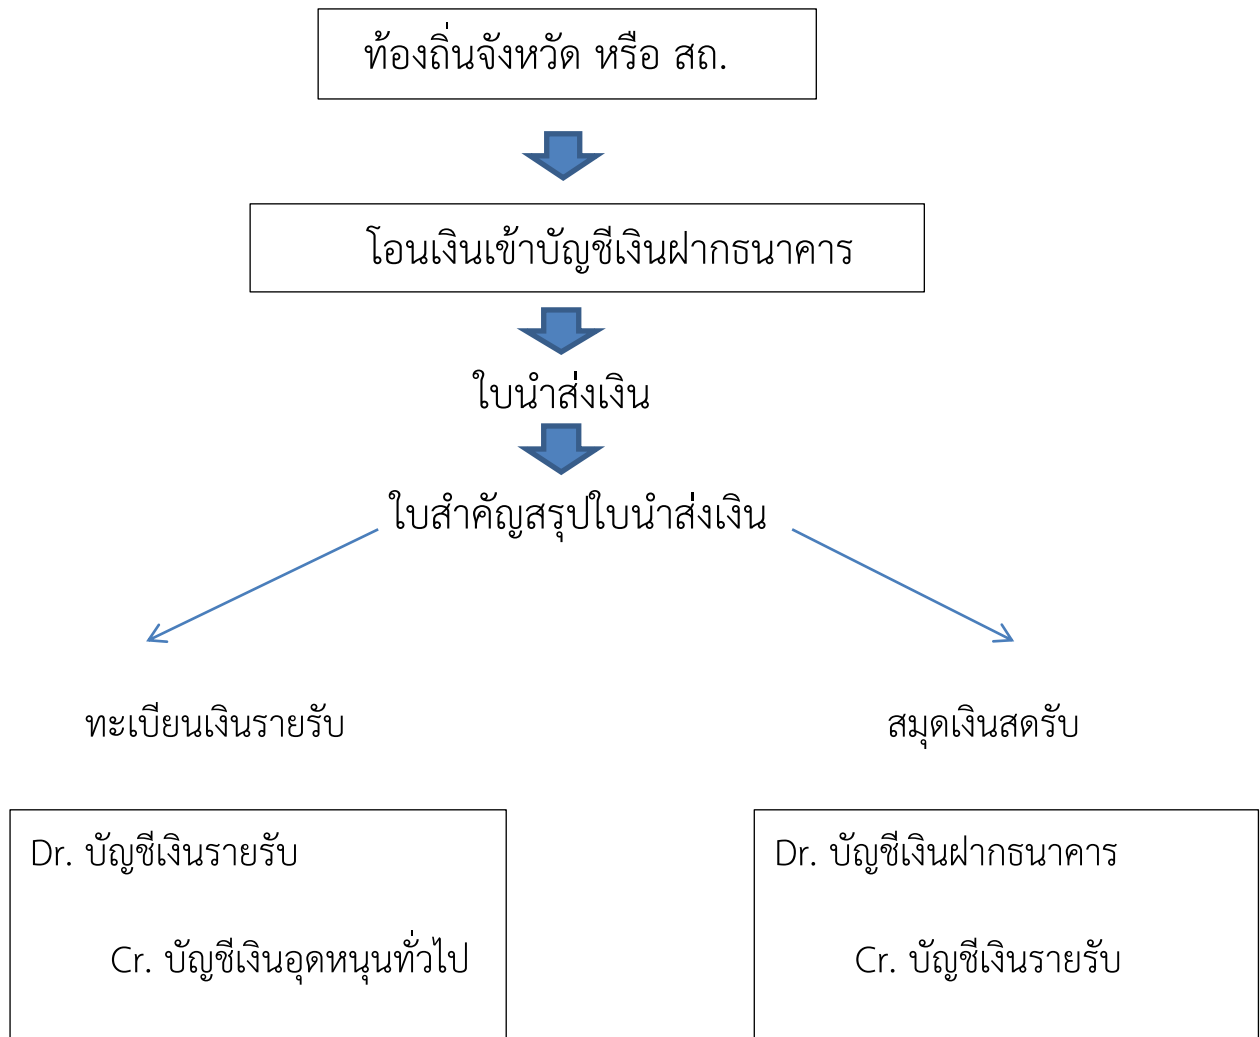 ท้องถิ่นจังหวัด หรือ สถ.
โอนเงินเข้าบัญชีเงินฝากธนาคาร
ใบนำส่งเงิน
ใบสำคัญสรุปใบนำส่งเงิน
ทะเบียนเงินรายรับ
สมุดเงินสดรับ
Dr. บัญชีเงินรายรับ
Cr. บัญชีเงินอุดหนุนทั่วไป
Dr. บัญชีเงินฝากธนาคาร
Cr. บัญชีเงินรายรับ